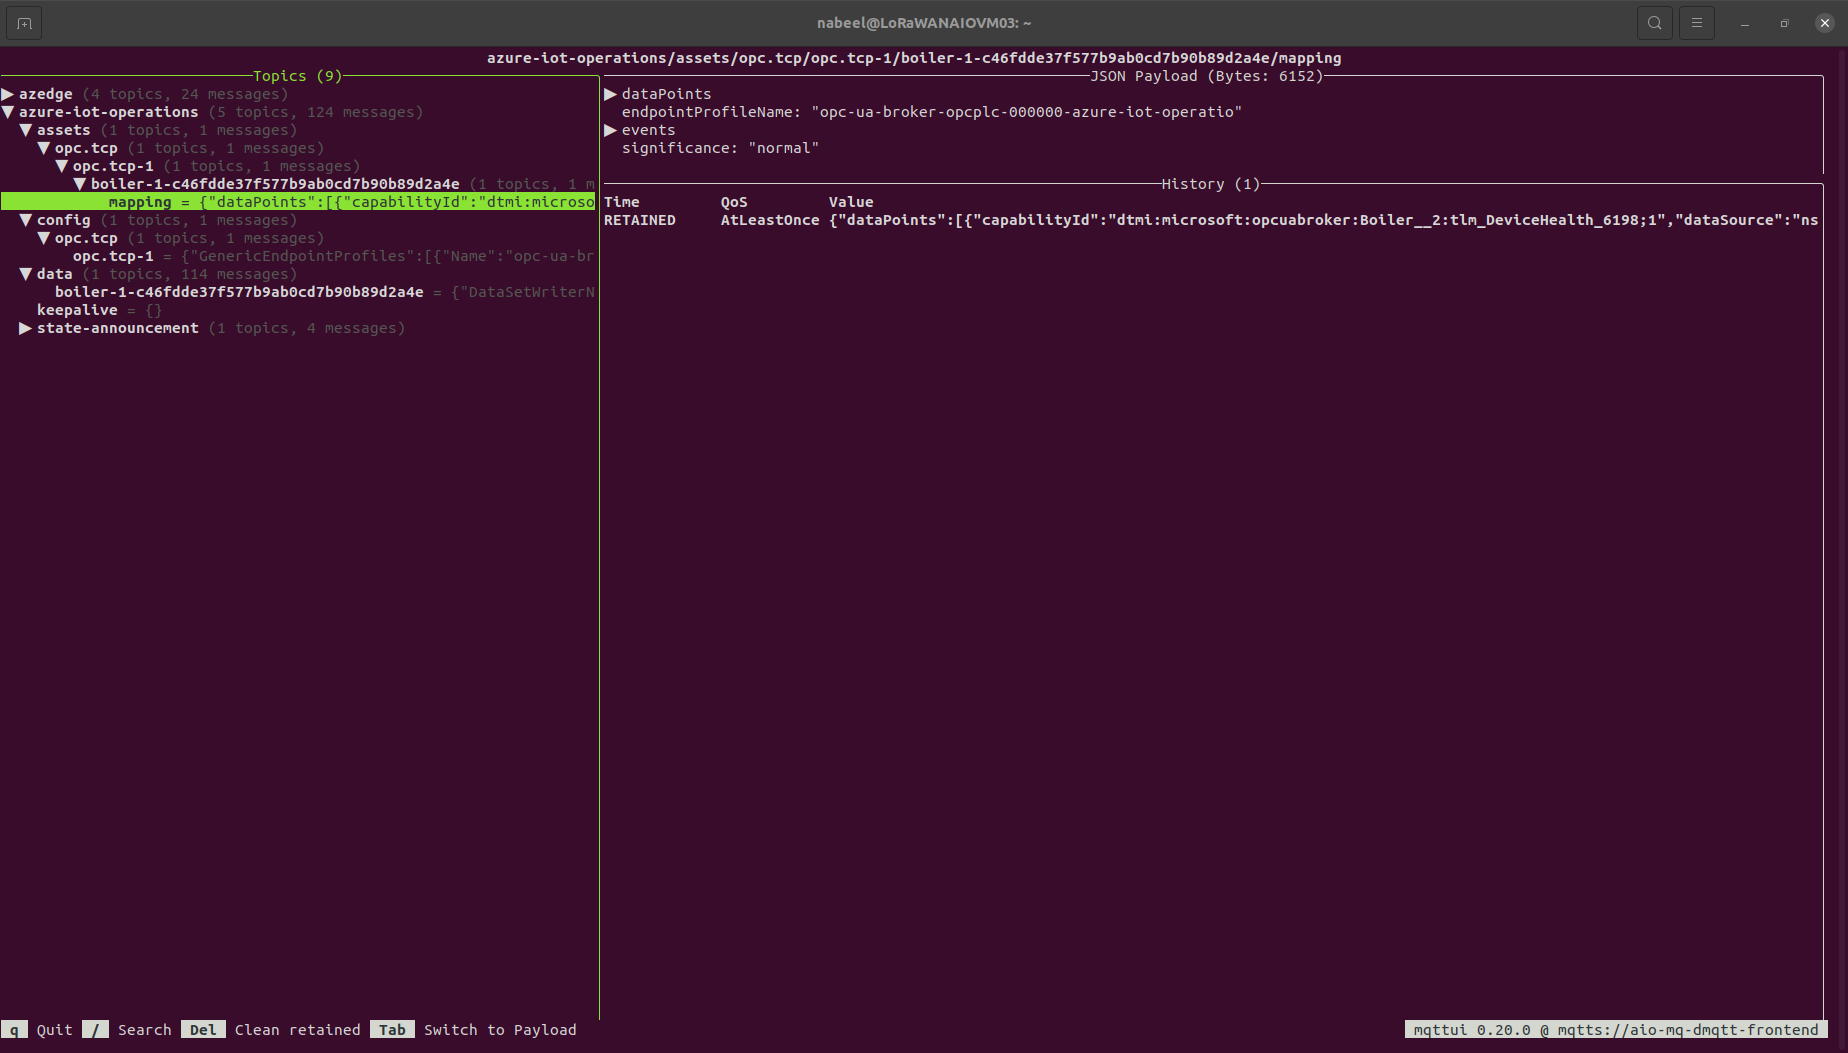 nabeel@LoRaWANAIOVM03: ~
azure-iot-operations/assets/opc.tcp/opc.tcp-1/boiler-1-c46fdde37f577b9ab0cd7b90b89d2a4e/mapping
Topics (9)
▶ azedge (4 topics, 24 messages)
▼ azure-iot-operations (5 topics, 124 messages)
▼ assets (1 topics, 1 messages)
▼ opc.tcp (1 topics, 1 messages)
▼ opc.tcp-1 (1 topics, 1 messages)
▼ boiler-1-c46fdde37f577b9ab0cd7b90b89d2a4e (1 topics, 1 m
mapping = {"dataPoints":[{"capabilityId":"dtmi:microso
▼ config (1 topics, 1 messages)
▼ opc.tcp (1 topics, 1 messages)
opc.tcp-1 = {"GenericEndpointProfiles":[{"Name":"opc-ua-br
▼ data (1 topics, 114 messages)
boiler-1-c46fdde37f577b9ab0cd7b90b89d2a4e = {"DataSetWriterN
keepalive = {}
▶ state-announcement (1 topics, 4 messages)
JSON Payload (Bytes: 6152)
▶ dataPoints
endpointProfileName: "opc-ua-broker-opcplc-000000-azure-iot-operatio"
▶ events
significance: "normal"
History (1)
Time QoS Value
RETAINED AtLeastOnce {"dataPoints":[{"capabilityId":"dtmi:microsoft:opcuabroker:Boiler__2:tlm_DeviceHealth_6198;1","dataSource":"ns
q Quit / Search Del Clean retained Tab Switch to Payload
mqttui 0.20.0 @ mqtts://aio-mq-dmqtt-frontend